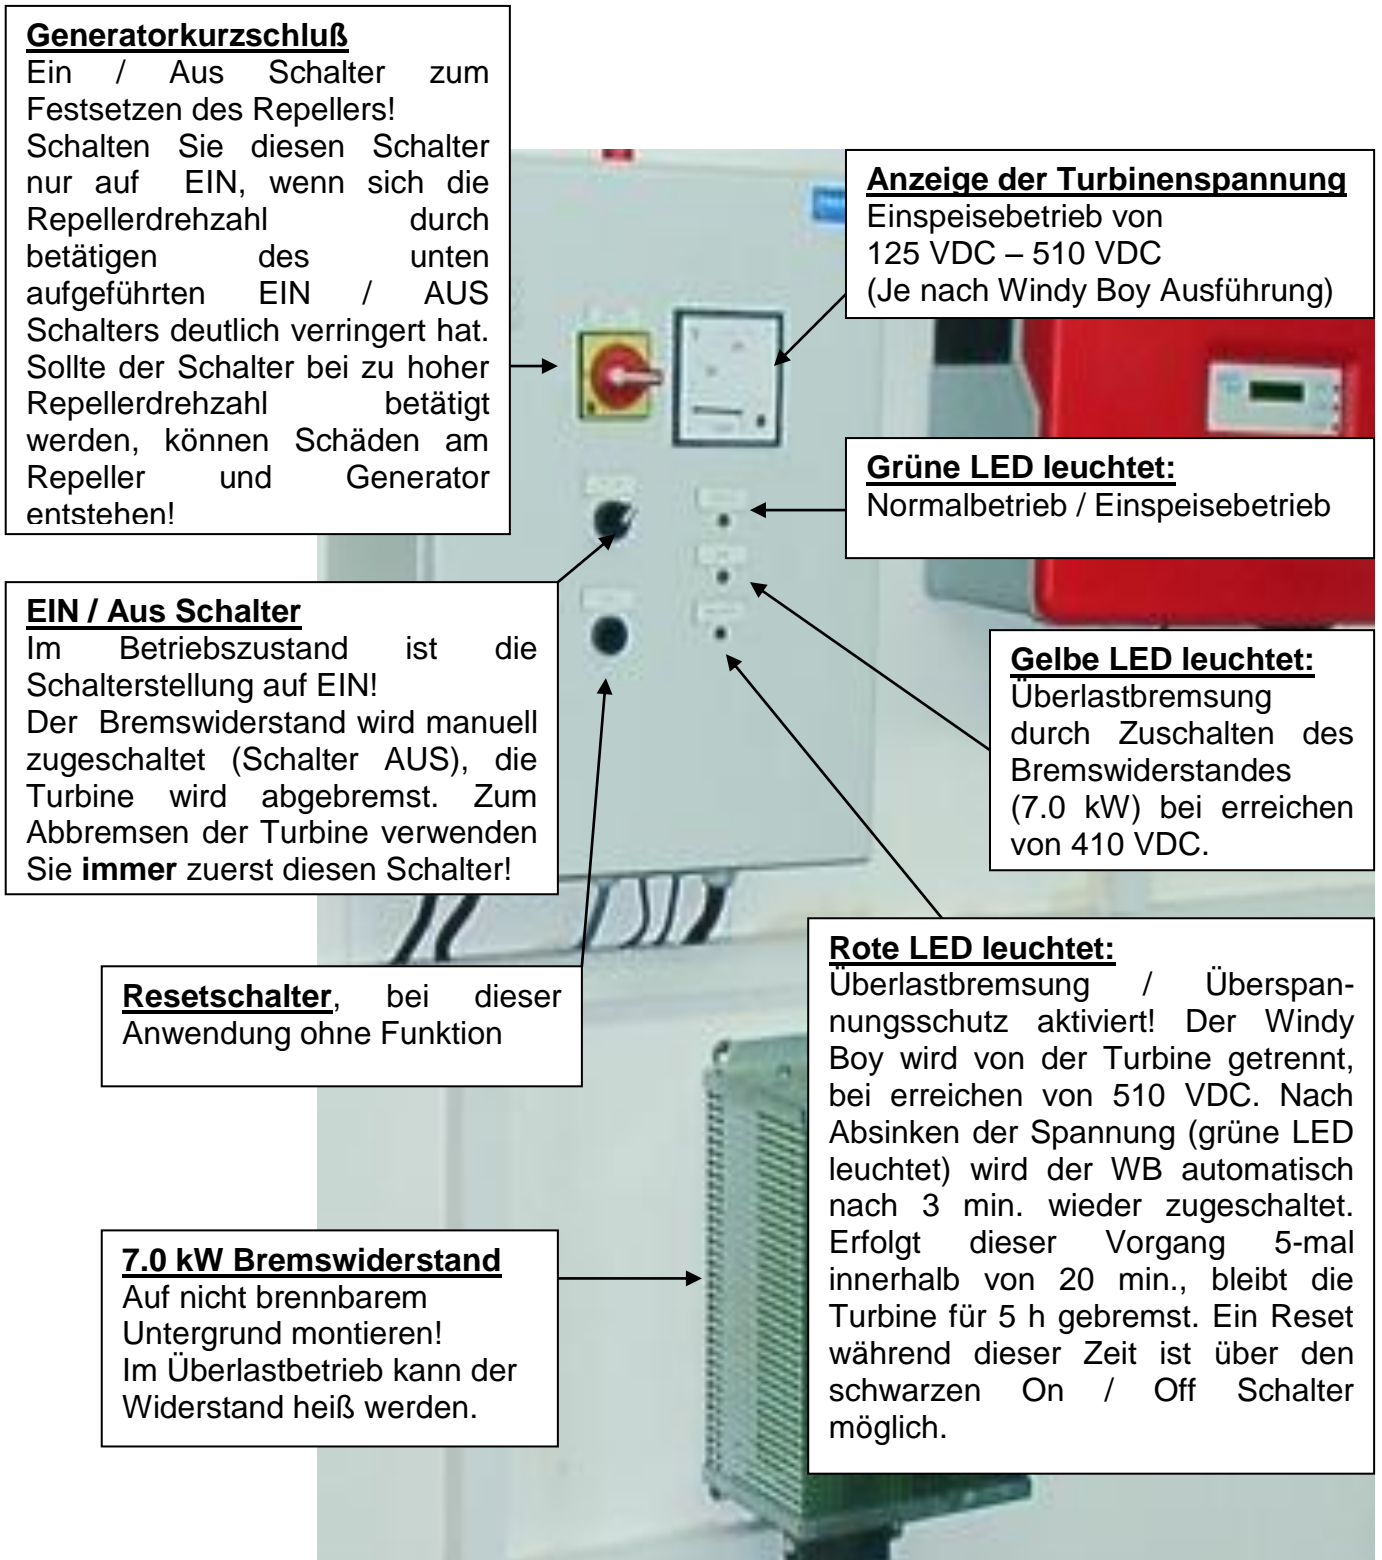 Generatorkurzschluß
Ein / Aus Schalter zum
Festsetzen des Repellers!
Schalten Sie diesen Schalter
nur auf EIN, wenn sich die
Repellerdrehzahl durch
betätigen des unten
aufgeführten EIN / AUS
Schalters deutlich verringert hat.
Sollte der Schalter bei zu hoher
Repellerdrehzahl betätigt
werden, können Schäden am
Repeller und Generator
entstehen!
Anzeige der Turbinenspannung
Einspeisebetrieb von
125 VDC – 510 VDC
(Je nach Windy Boy Ausführung)
Grüne LED leuchtet:
Normalbetrieb / Einspeisebetrieb
EIN / Aus Schalter
Im Betriebszustand ist die
Schalterstellung auf EIN!
Der Bremswiderstand wird manuell
zugeschaltet (Schalter AUS), die
Turbine wird abgebremst. Zum
Abbremsen der Turbine verwenden
Sie immer zuerst diesen Schalter!
Gelbe LED leuchtet:
Überlastbremsung
durch Zuschalten des
Bremswiderstandes
(7.0 kW) bei erreichen
von 410 VDC.
Resetschalter, bei dieser
Anwendung ohne Funktion
Rote LED leuchtet:
Überlastbremsung / Überspan-
nungsschutz aktiviert! Der Windy
Boy wird von der Turbine getrennt,
bei erreichen von 510 VDC. Nach
Absinken der Spannung (grüne LED
leuchtet) wird der WB automatisch
nach 3 min. wieder zugeschaltet.
Erfolgt dieser Vorgang 5-mal
innerhalb von 20 min., bleibt die
Turbine für 5 h gebremst. Ein Reset
während dieser Zeit ist über den
schwarzen On / Off Schalter
möglich.
7.0 kW Bremswiderstand
Auf nicht brennbarem
Untergrund montieren!
Im Überlastbetrieb kann der
Widerstand heiß werden.